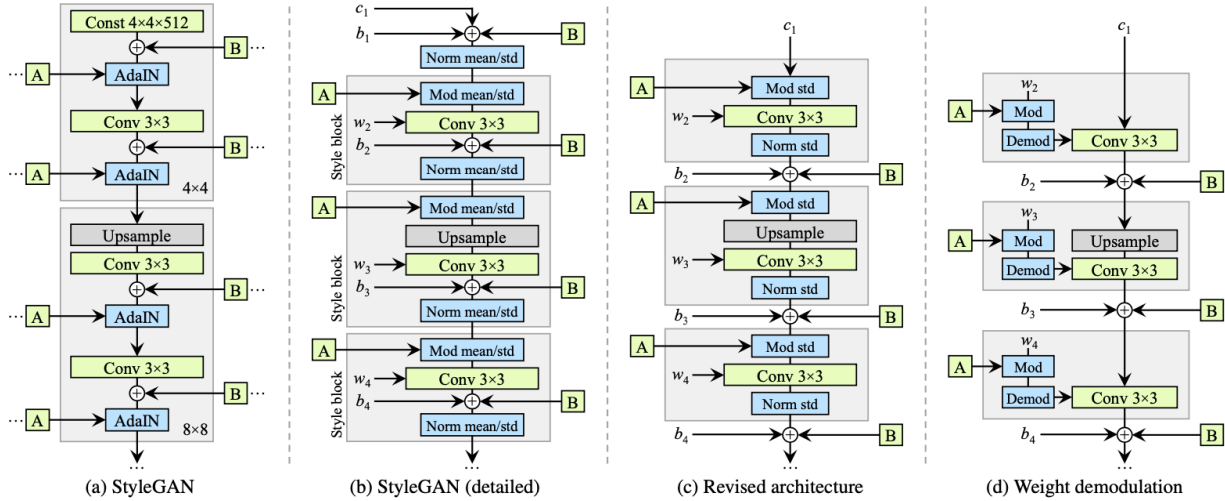 Const 4×4×512
B ...
... A
AdaIN
Conv 3×3
B ...
... A
AdaIN
4×4
Upsample
Conv 3×3
B ...
... A
AdaIN
Conv 3×3
B ...
... A
AdaIN
8×8
...
(a) StyleGAN
c1
b1
B
Norm mean/std
A
Mod mean/std
w2
Conv 3×3
b2
B
Norm mean/std
Style block
A
Mod mean/std
Upsample
w3
Conv 3×3
b3
B
Norm mean/std
Style block
A
Mod mean/std
w4
Conv 3×3
b4
B
Norm mean/std
Style block
...
(b) StyleGAN (detailed)
c1
A
Mod std
w2
Conv 3×3
Norm std
b2
B
A
Mod std
Upsample
w3
Conv 3×3
Norm std
b3
B
A
Mod std
w4
Conv 3×3
Norm std
b4
B
...
(c) Revised architecture
c1
w2
A
Mod
Demod
Conv 3×3
b2
B
w3
A
Mod
Upsample
Demod
Conv 3×3
b3
B
w4
A
Mod
Demod
Conv 3×3
b4
B
...
(d) Weight demodulation